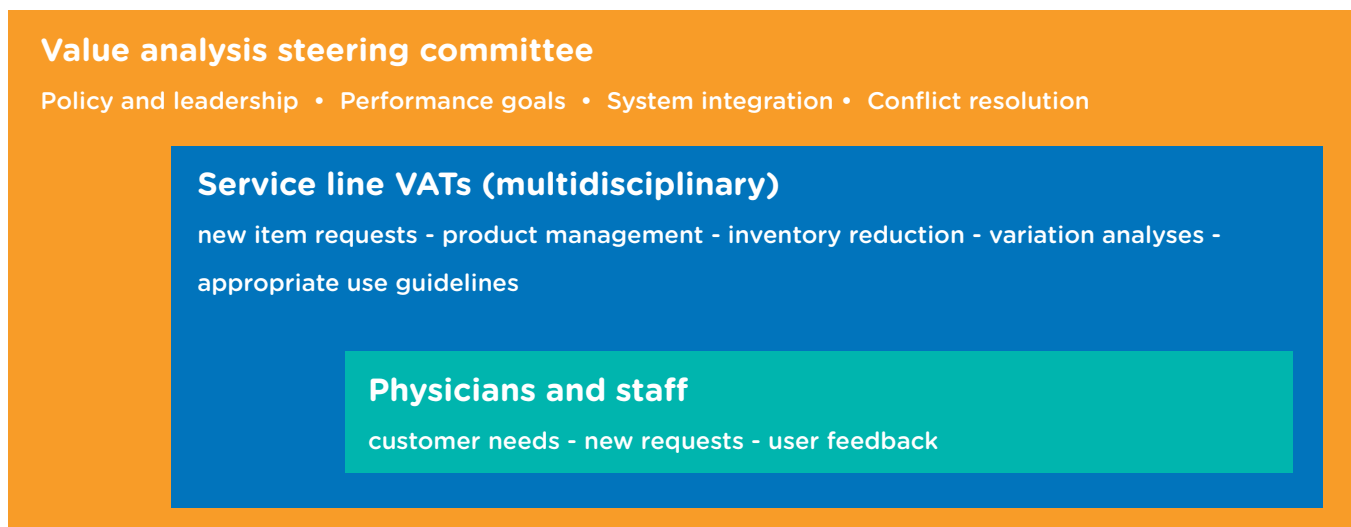 Value analysis steering committee
Policy and leadership • Performance goals • System integration • Conflict resolution
Service line VATs (multidisciplinary)
new item requests - product management - inventory reduction - variation analyses -
appropriate use guidelines
Physicians and staff
customer needs - new requests - user feedback